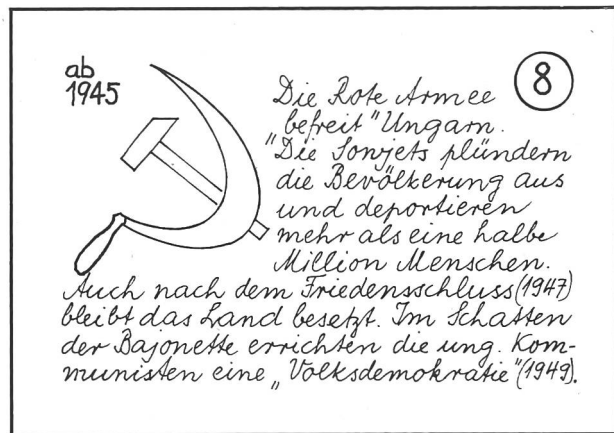 ab
1945
8
Die Rote Armee
"befreit" Ungarn.
Die Sowjets plündern
die Bevölkerung aus
und deportieren
mehr als eine halbe
Million Menschen.
Auch nach dem Friedensschluss (1947)
bleibt das Land besetzt. Im Schatten
der Bajonette errichten die ung. Kom-
munisten eine „Volksdemokratie" (1949).